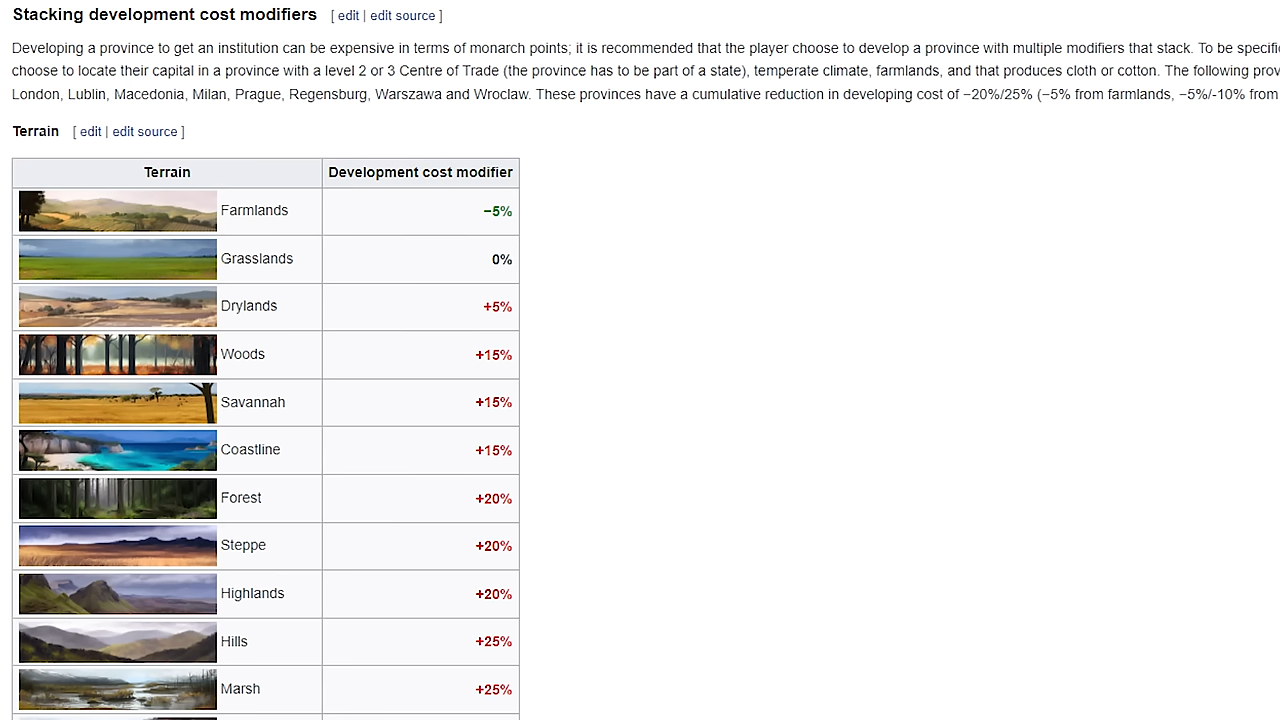 Stacking development cost modifiers [ edit | edit source ]
Developing a province to get an institution can be expensive in terms of monarch points; it is recommended that the player choose to develop a province with multiple modifiers that stack. To be
choose to locate their capital in a province with a level 2 or 3 Centre of Trade (the province has to be part of a state), temperate climate, farmlands, and that produces cloth or cotton. The following
London, Lublin, Macedonia, Milan, Prague, Regensburg, Warszawa and Wroclaw. These provinces have a cumulative reduction in developing cost of −20%/25% (−5% from farmlands, −5%/-10% from
Terrain [ edit | edit source ]
Terrain Development cost modifier
Farmlands −5%
Grasslands 0%
Drylands +5%
Woods +15%
Savannah +15%
Coastline +15%
Forest +20%
Steppe +20%
Highlands +20%
Hills +25%
Marsh +25%